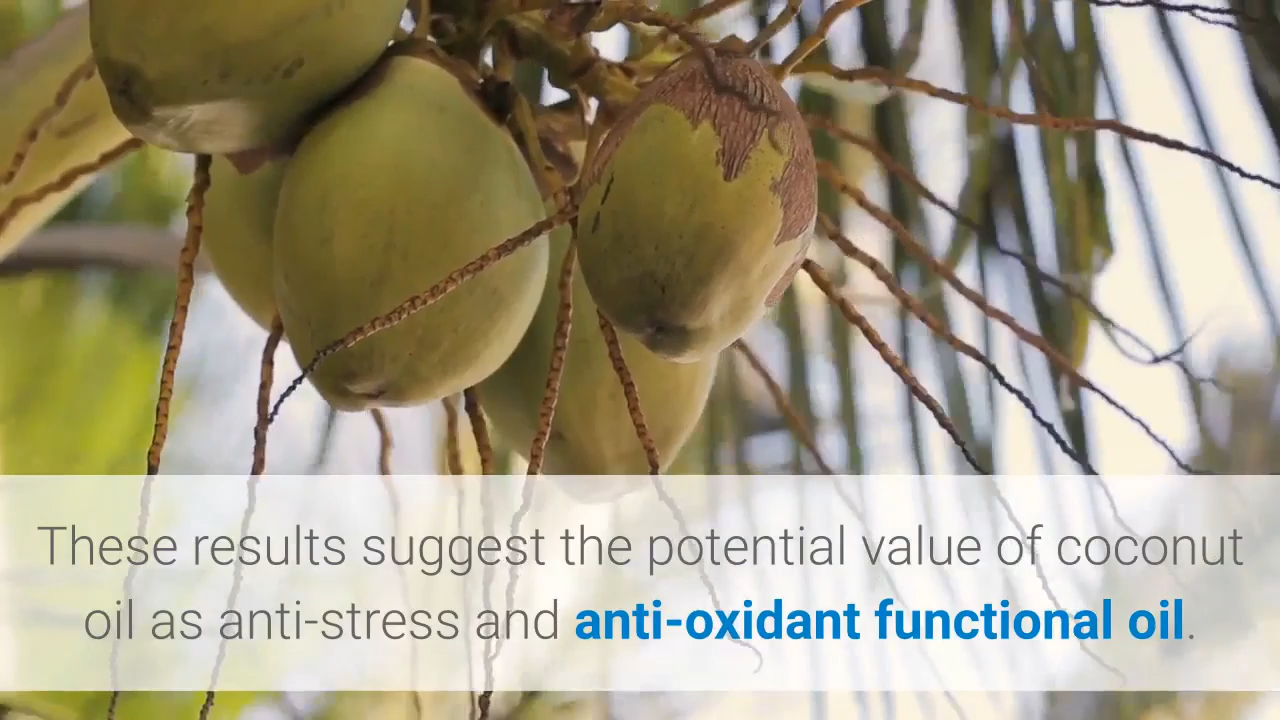 These results suggest the potential value of coconut
oil as anti-stress and anti-oxidant functional oil.